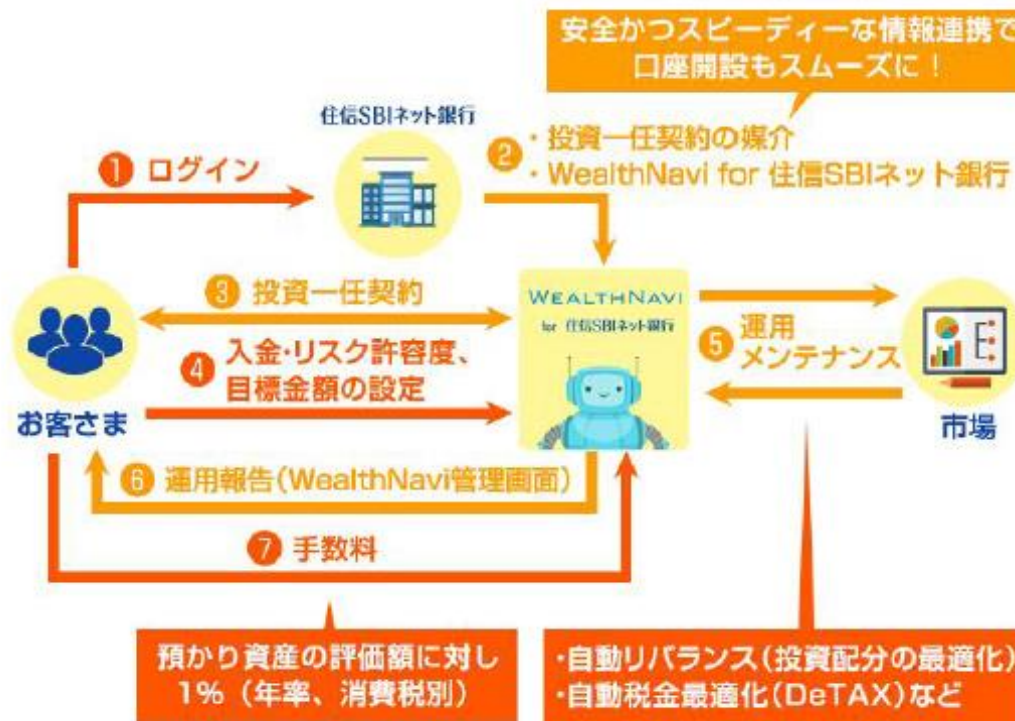 安全かつスピーディーな情報連携で
口座開設もスムーズに！
住信SBIネット銀行
① ログイン
② ・投資一任契約の媒介
・WealthNavi for 住信SBIネット銀行
③ 投資一任契約
WEALTHNAVI
for 住信SBIネット銀行
④ 入金・リスク許容度、
目標金額の設定
⑤ 運用
メンテナンス
お客さま
市場
⑥ 運用報告(WealthNavi管理画面)
⑦ 手数料
預かり資産の評価額に対し
1%（年率、消費税別）
・自動リバランス(投資配分の最適化)
・自動税金最適化(DeTAX)など